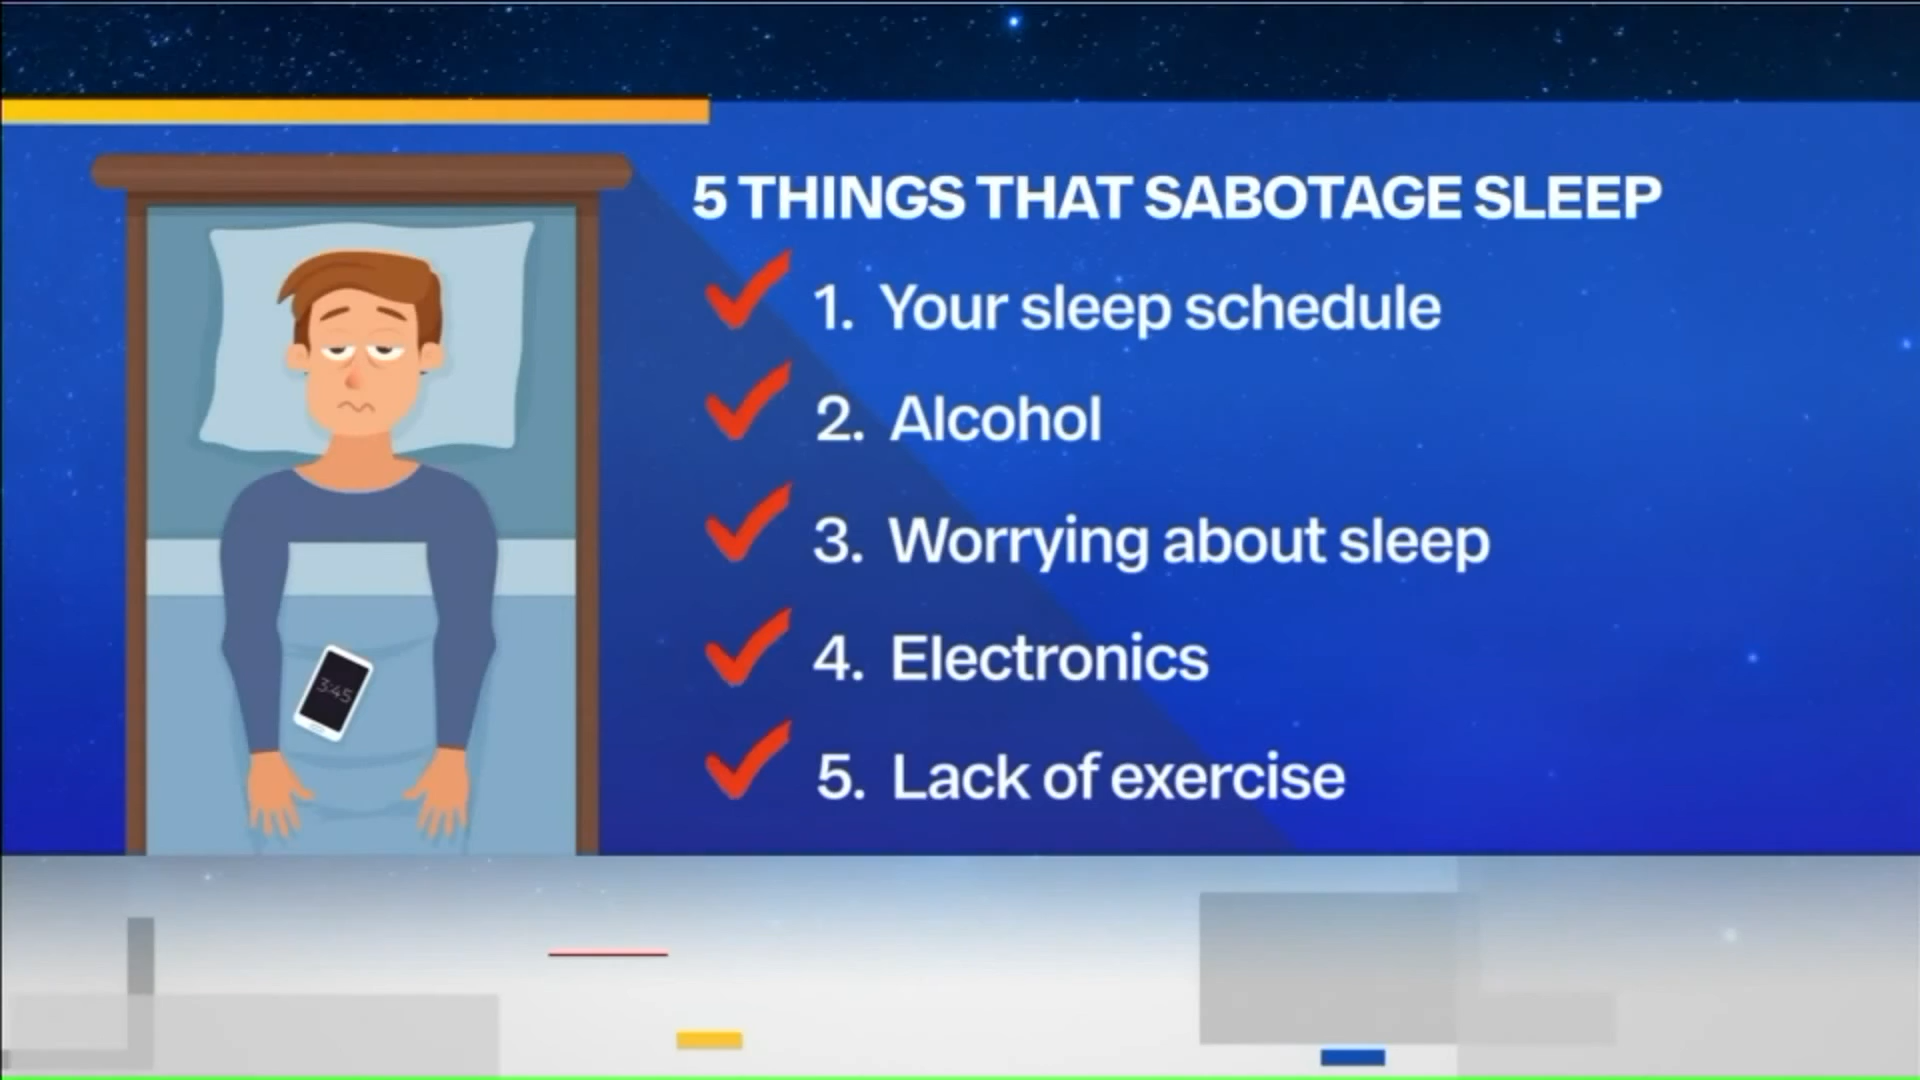 5 THINGS THAT SABOTAGE SLEEP
1. Your sleep schedule
2. Alcohol
3. Worrying about sleep
4. Electronics
5. Lack of exercise
3:45